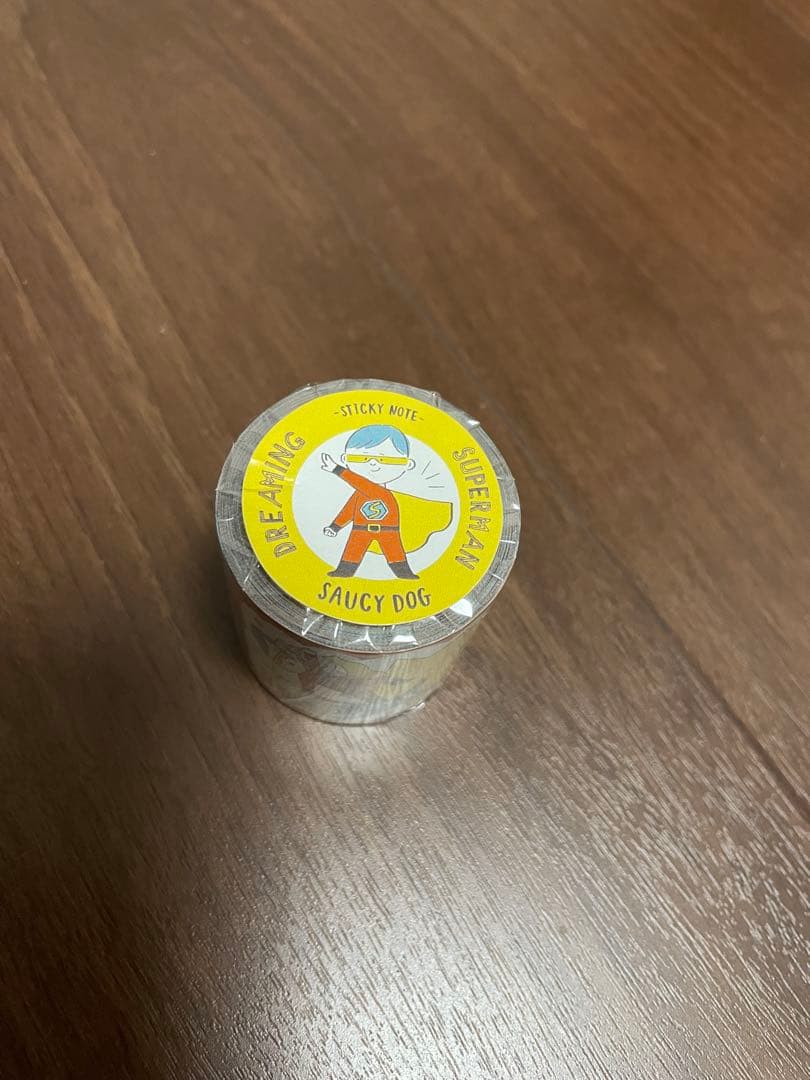 -STICKY NOTE-
DREAMING
SUPERMAN
S
SAUCY DOG